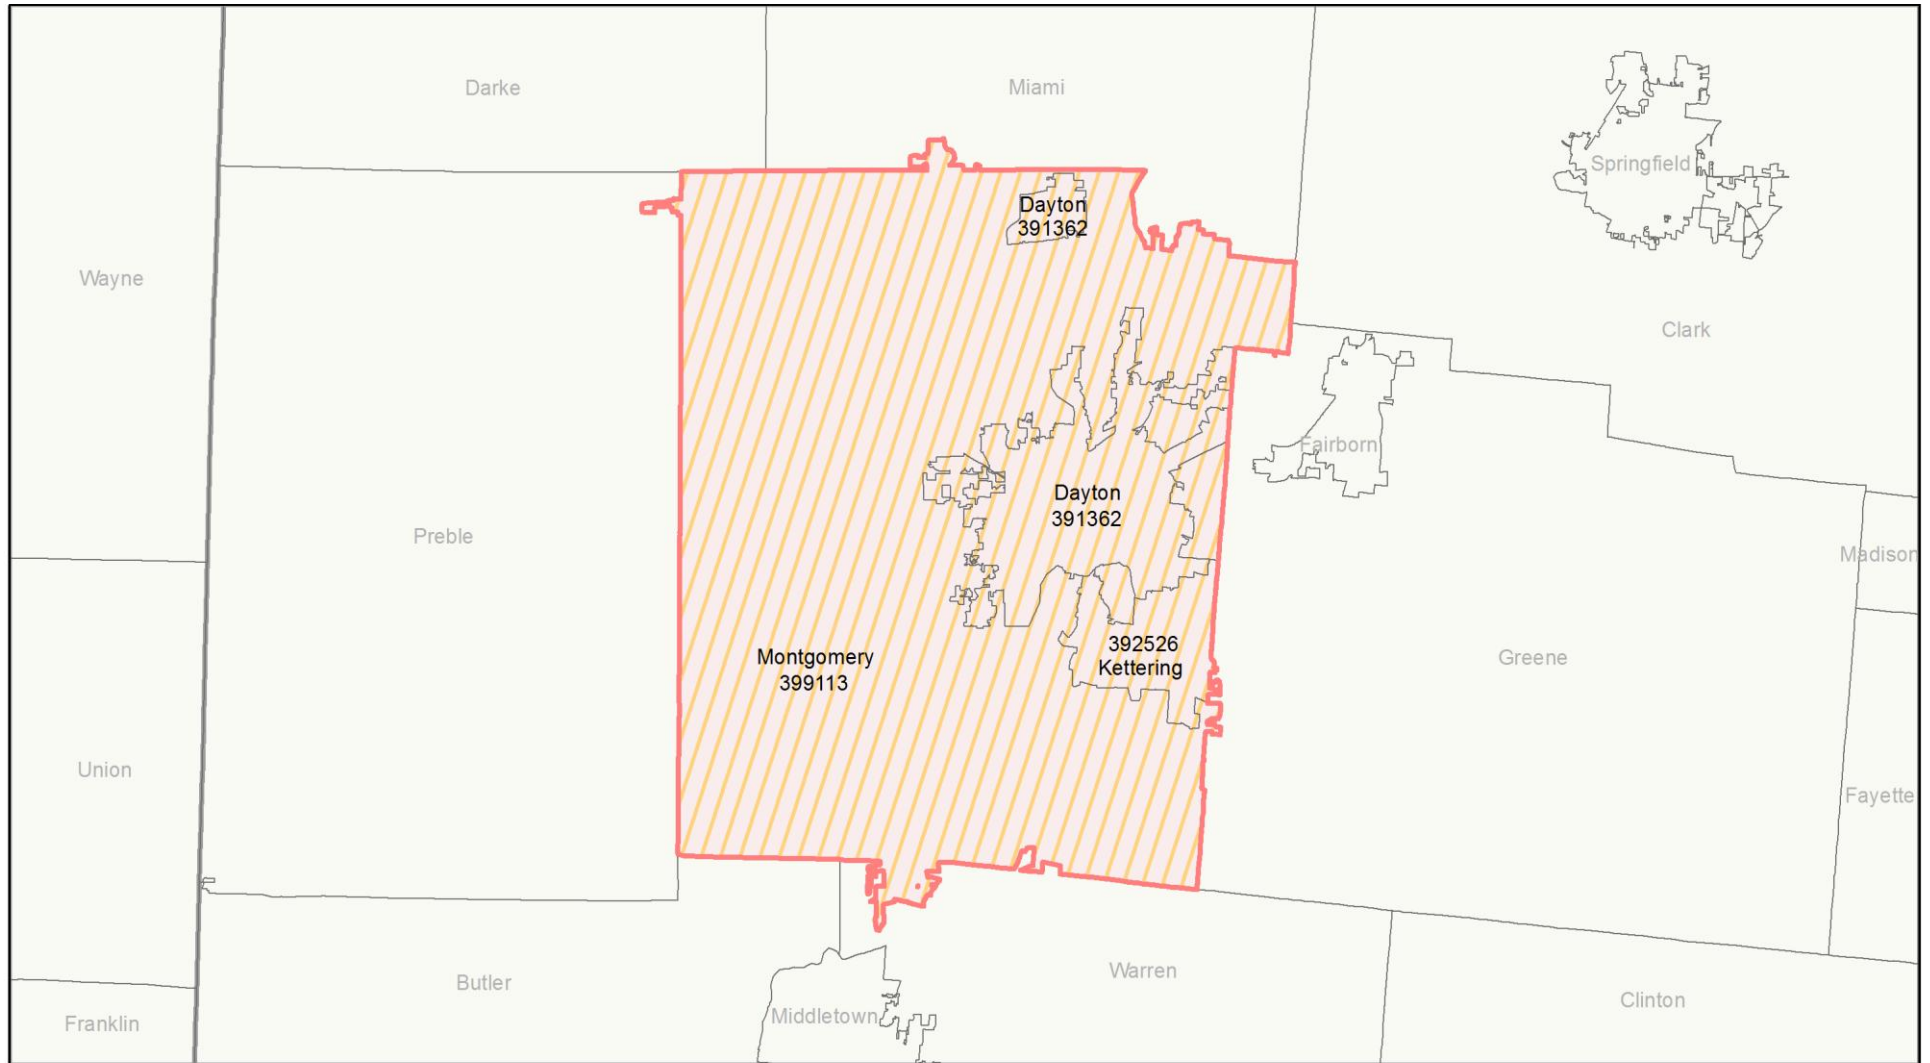 Darke
Miami
Springfield
Dayton
391362
Wayne
Clark
Fairborn
Dayton
391362
Preble
Madison
392526
Kettering
Montgomery
399113
Greene
Union
Fayette
Butler
Warren
Middletown
Clinton
Franklin